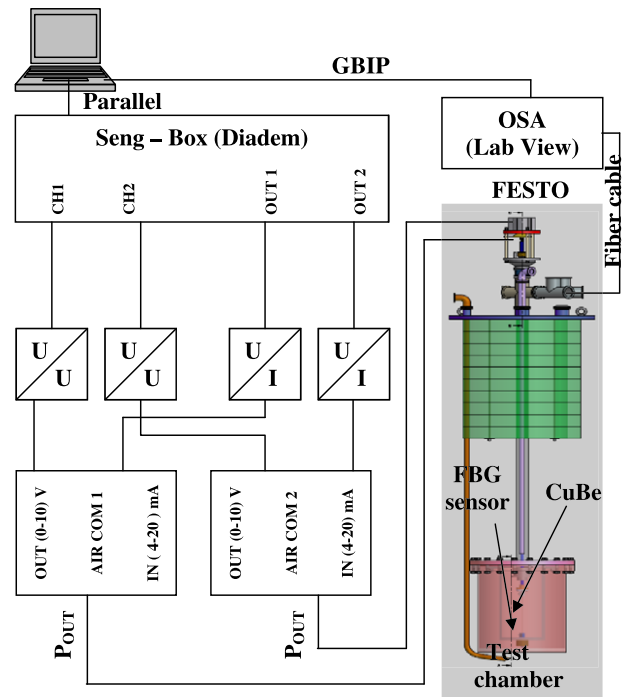 GBIP
Parallel
Seng – Box (Diadem)
CH1
CH2
OUT 1
OUT 2
OSA
(Lab View)
FESTO
Fiber cable
U
U
U
U
U
I
U
I
OUT (0-10) V
AIR COM 1
IN ( 4-20) mA
OUT (0-10) V
AIR COM 2
IN (4-20) mA
FBG
sensor
CuBe
POUT
POUT
Test
chamber